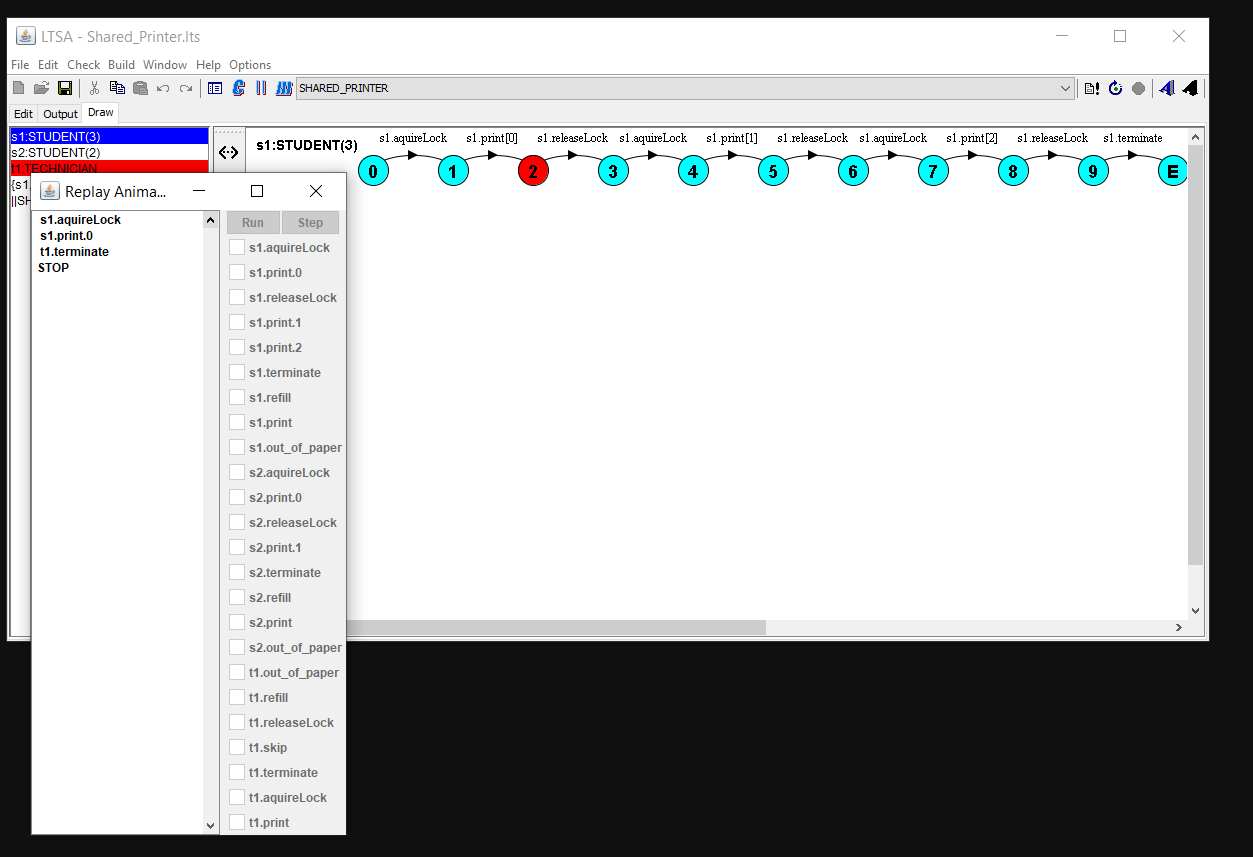 LTSA - Shared_Printer.lts
File Edit Check Build Window Help Options
SHARED_PRINTER
Edit Output Draw
s1:STUDENT(3)
s2:STUDENT(2)
t1:TECHNICIAN
{s1.
||SH
s1:STUDENT(3)
s1.aquireLock s1.print[0] s1.releaseLock s1.aquireLock s1.print[1] s1.releaseLock s1.aquireLock s1.print[2] s1.releaseLock s1.terminate
0 1 2 3 4 5 6 7 8 9 E
Replay Anima...
s1.aquireLock
s1.print.0
t1.terminate
STOP
Run Step
s1.aquireLock
s1.print.0
s1.releaseLock
s1.print.1
s1.print.2
s1.terminate
s1.refill
s1.print
s1.out_of_paper
s2.aquireLock
s2.print.0
s2.releaseLock
s2.print.1
s2.terminate
s2.refill
s2.print
s2.out_of_paper
t1.out_of_paper
t1.refill
t1.releaseLock
t1.skip
t1.terminate
t1.aquireLock
t1.print